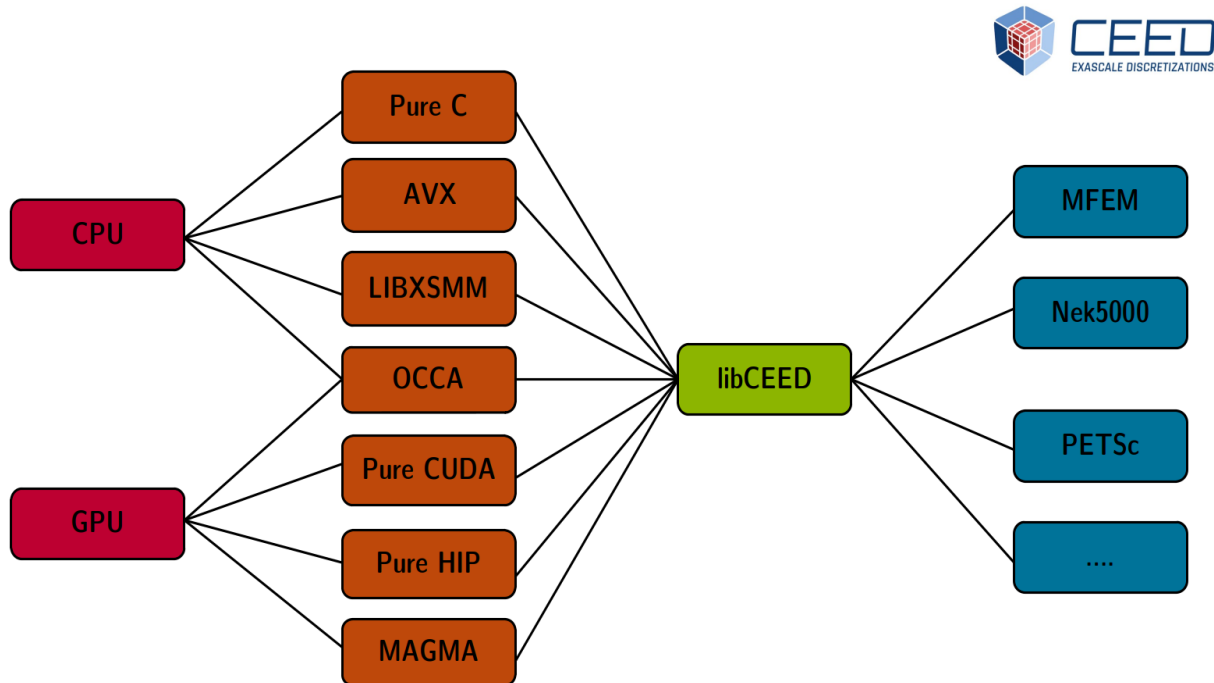 CEED
EXASCALE DISCRETIZATIONS
CPU
GPU
Pure C
AVX
LIBXSMM
OCCA
Pure CUDA
Pure HIP
MAGMA
libCEED
MFEM
Nek5000
PETSc
....